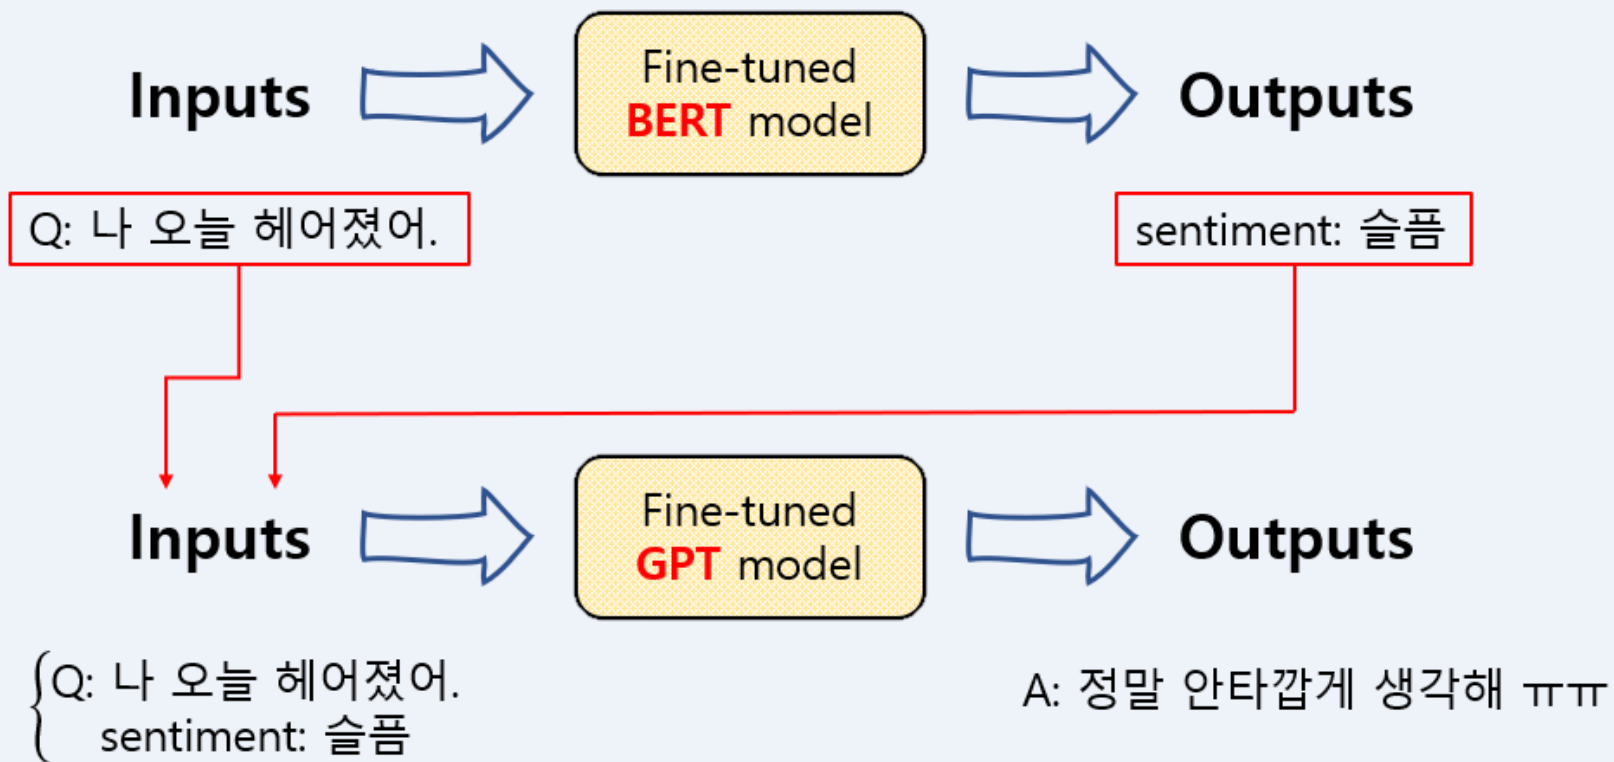 Inputs
Fine-tuned
BERT model
Outputs
Q: 나 오늘 헤어졌어.
sentiment: 슬픔
Inputs
Fine-tuned
GPT model
Outputs
Q: 나 오늘 헤어졌어.
sentiment: 슬픔
A: 정말 안타깝게 생각해 ㅠㅠ